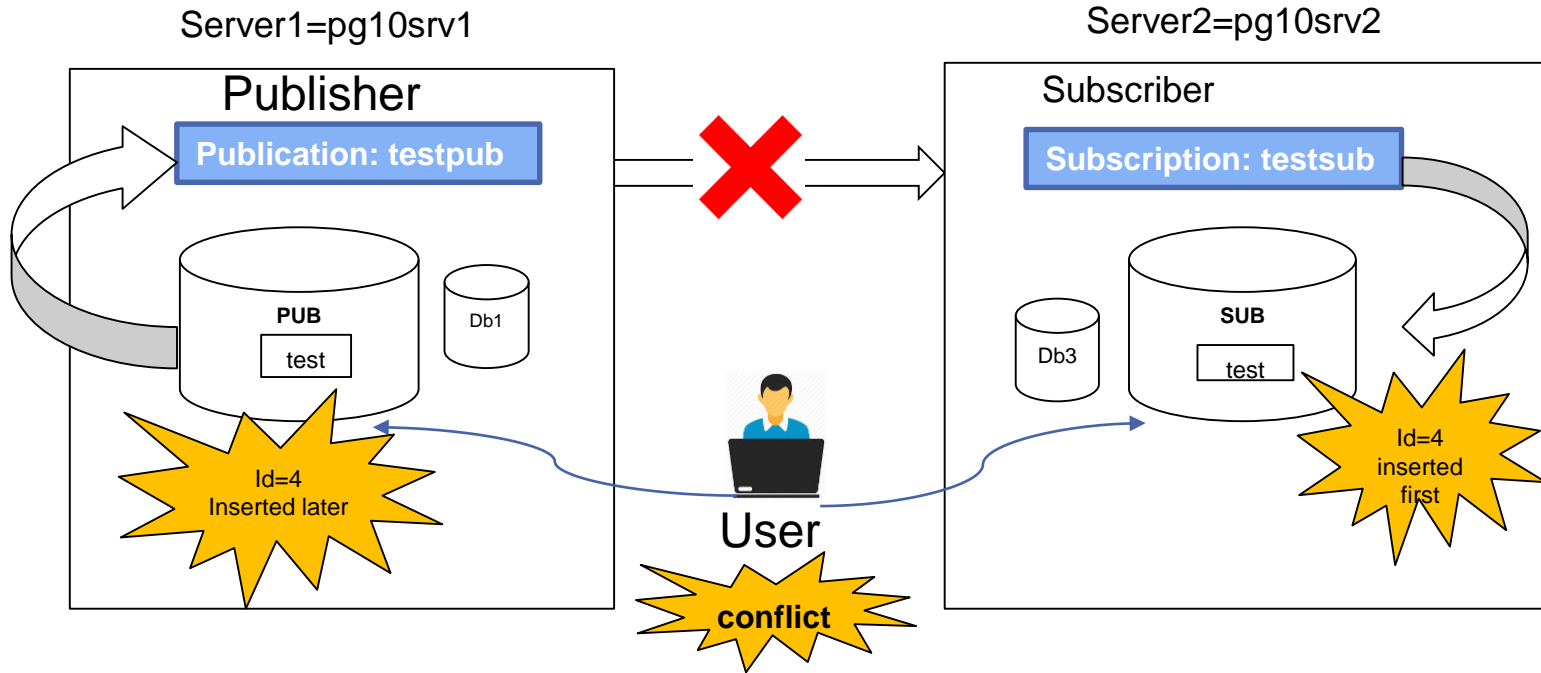 Server1=pg10srv1
Server2=pg10srv2
Publisher
Subscriber
Publication: testpub
Subscription: testsub
PUB
test
Db1
Db3
SUB
test
Id=4
Inserted later
Id=4
inserted
first
User
conflict